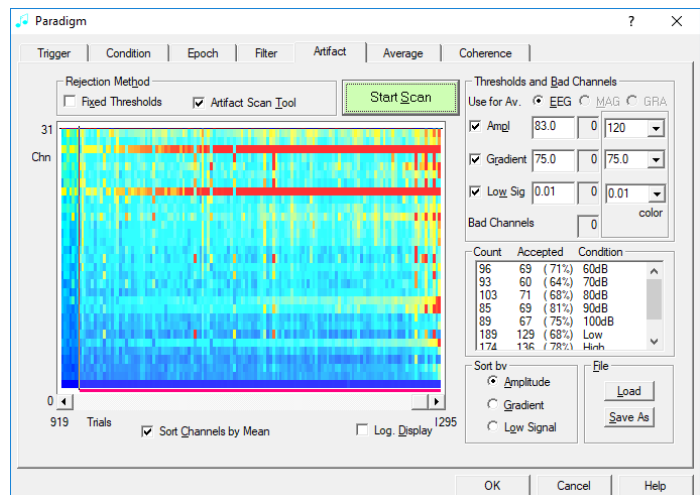 Paradigm
?
Trigger Condition Epoch Filter Artifact Average Coherence
Rejection Method
Fixed Thresholds Artifact Scan Tool
Start Scan
31
Chn
0
919 Trials 1295
Sort Channels by Mean Log. Display
Thresholds and Bad Channels
Use for Av. EEG MAG GRA
Ampl 83.0 0 120
Gradient 75.0 0 75.0
Low Sig 0.01 0 0.01
color
Bad Channels 0
Count Accepted Condition
96 69 (71%) 60dB
93 60 (64%) 70dB
103 71 (68%) 80dB
85 69 (81%) 90dB
89 67 (75%) 100dB
189 129 (68%) Low
174 136 (78%) High
Sort by
Amplitude
Gradient
Low Signal
File
Load
Save As
OK Cancel Help